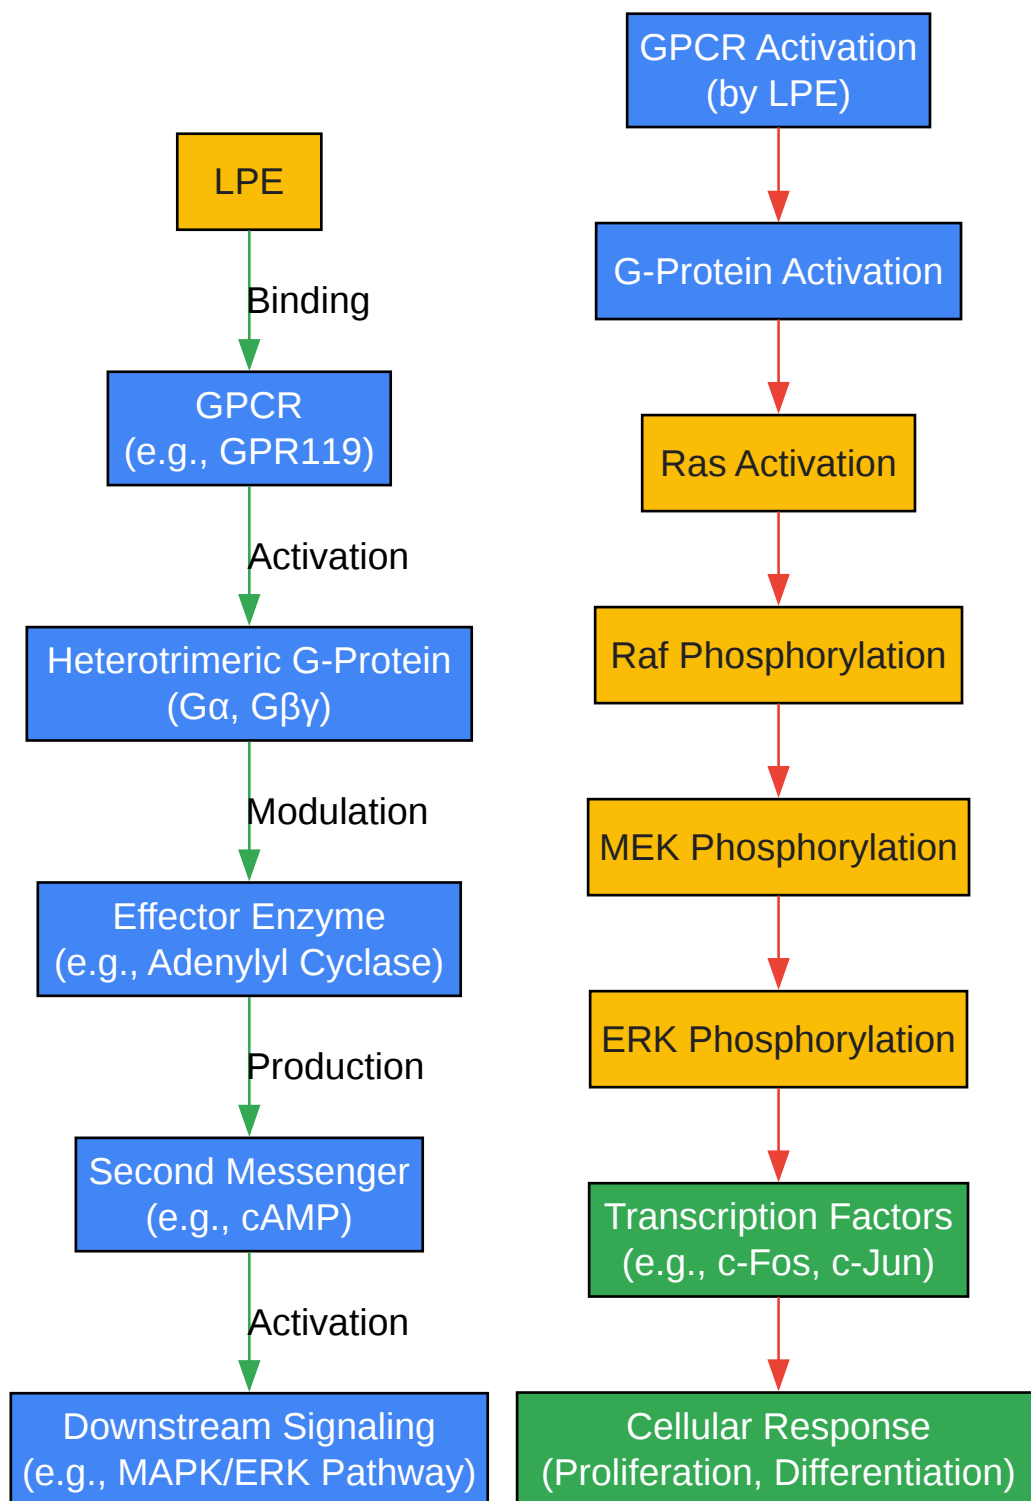 LPE
Binding
GPCR
(e.g., GPR119)
Activation
Heterotrimeric G-Protein
(Gα, Gβγ)
Modulation
Effector Enzyme
(e.g., Adenylyl Cyclase)
Production
Second Messenger
(e.g., cAMP)
Activation
Downstream Signaling
(e.g., MAPK/ERK Pathway)
GPCR Activation
(by LPE)
G-Protein Activation
Ras Activation
Raf Phosphorylation
MEK Phosphorylation
ERK Phosphorylation
Transcription Factors
(e.g., c-Fos, c-Jun)
Cellular Response
(Proliferation, Differentiation)